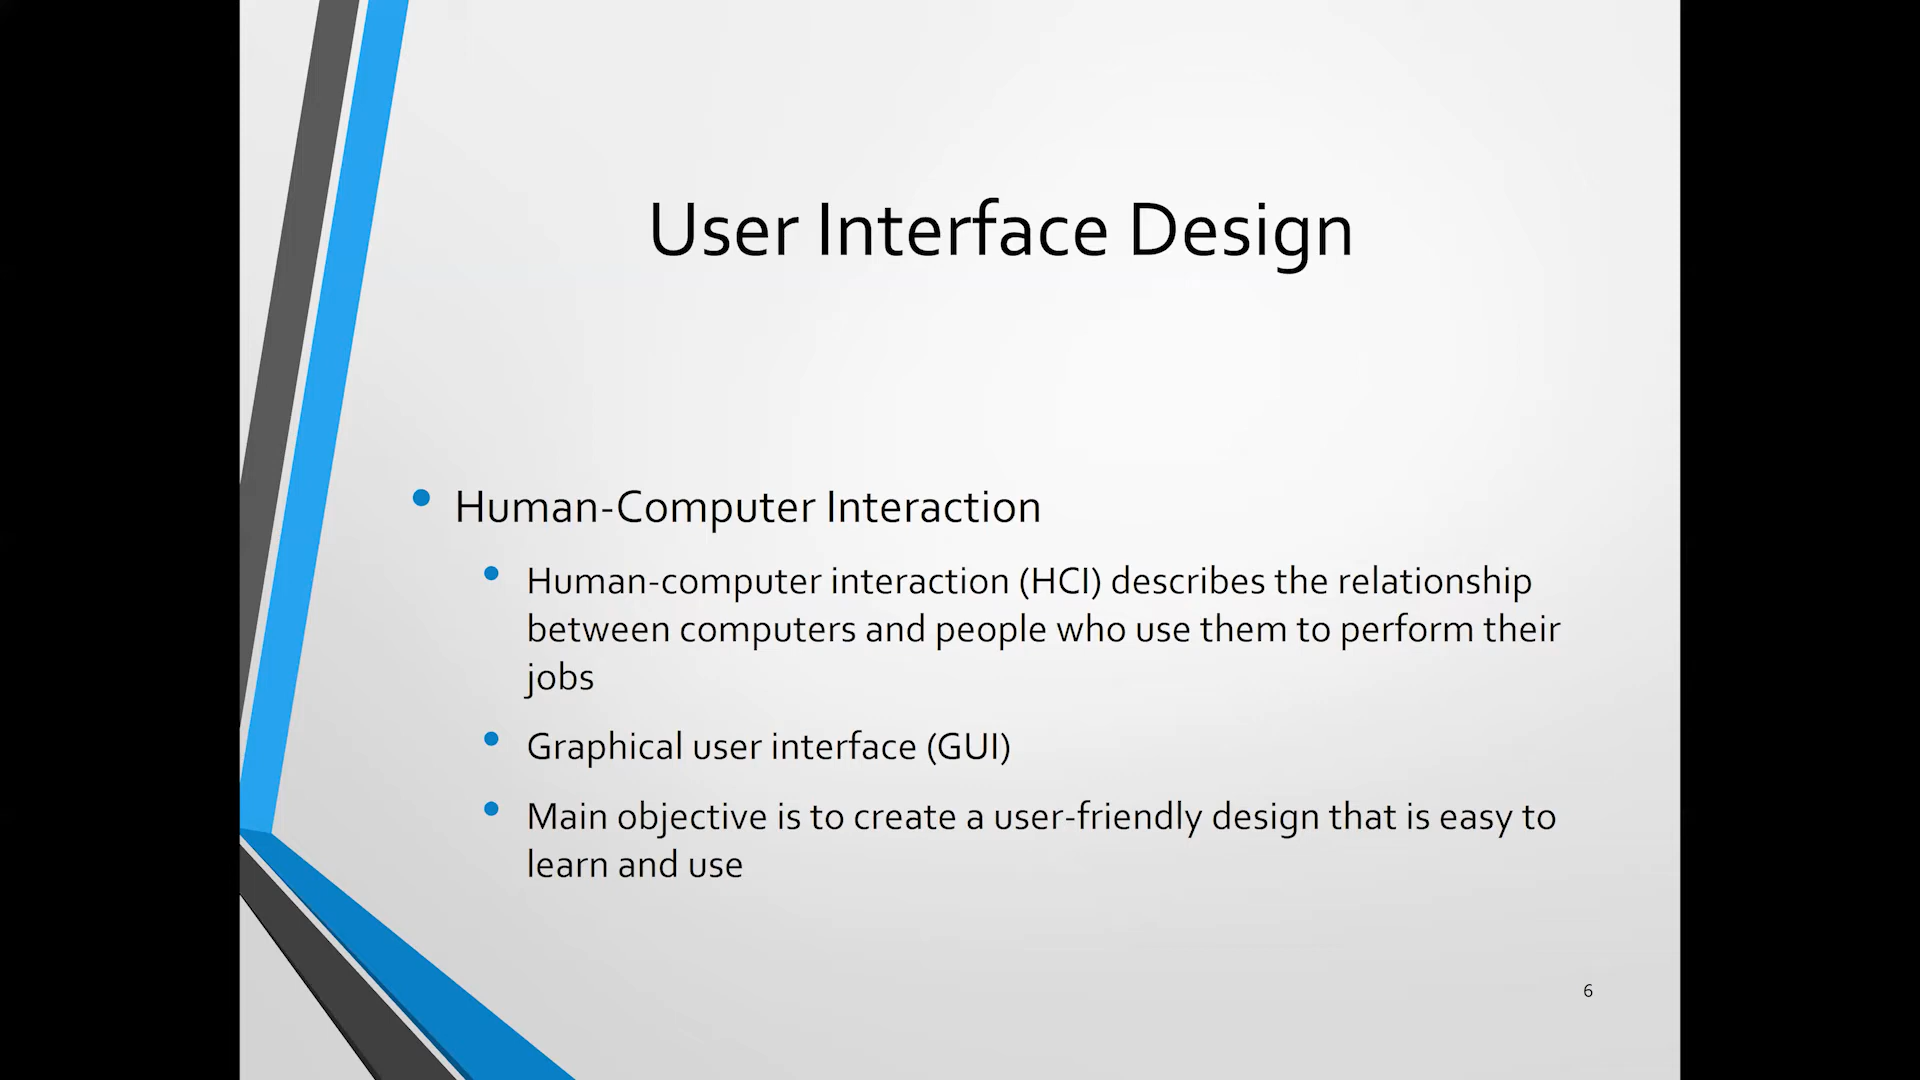 User Interface Design
• Human-Computer Interaction
• Human-computer interaction (HCI) describes the relationship
between computers and people who use them to perform their
jobs
• Graphical user interface (GUI)
• Main objective is to create a user-friendly design that is easy to
learn and use
6